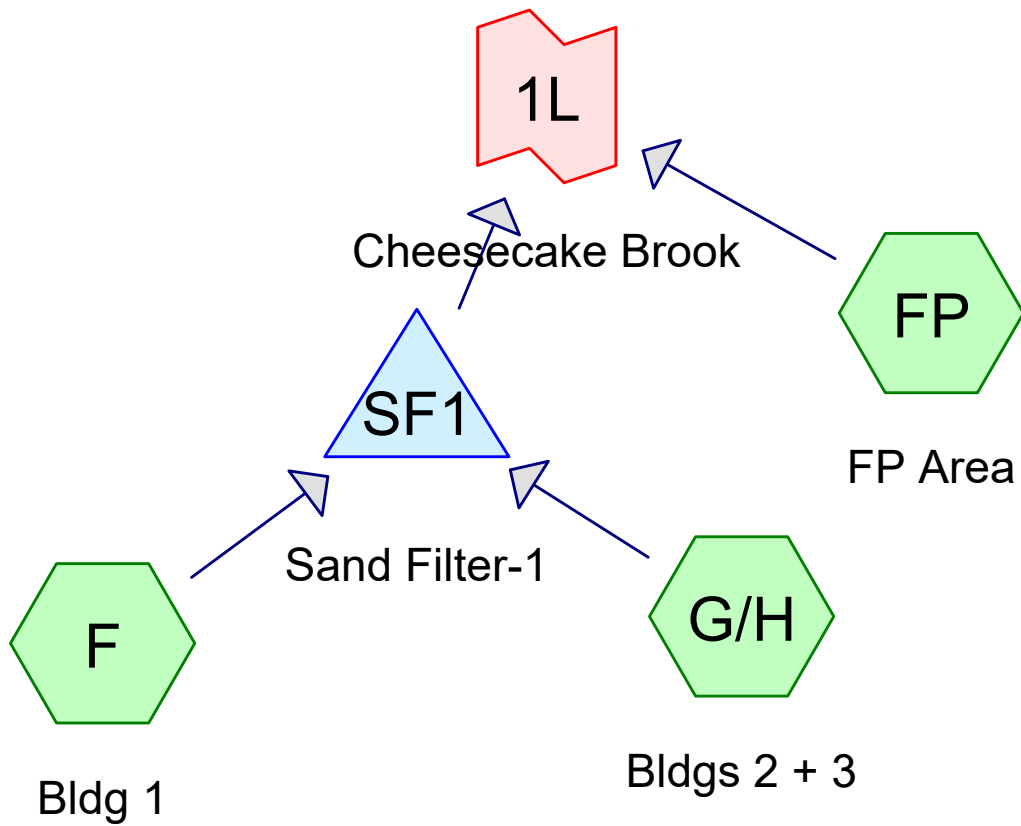 1L
Cheesecake Brook
FP
FP Area
SF1
Sand Filter-1
F
Bldg 1
G/H
Bldgs 2 + 3